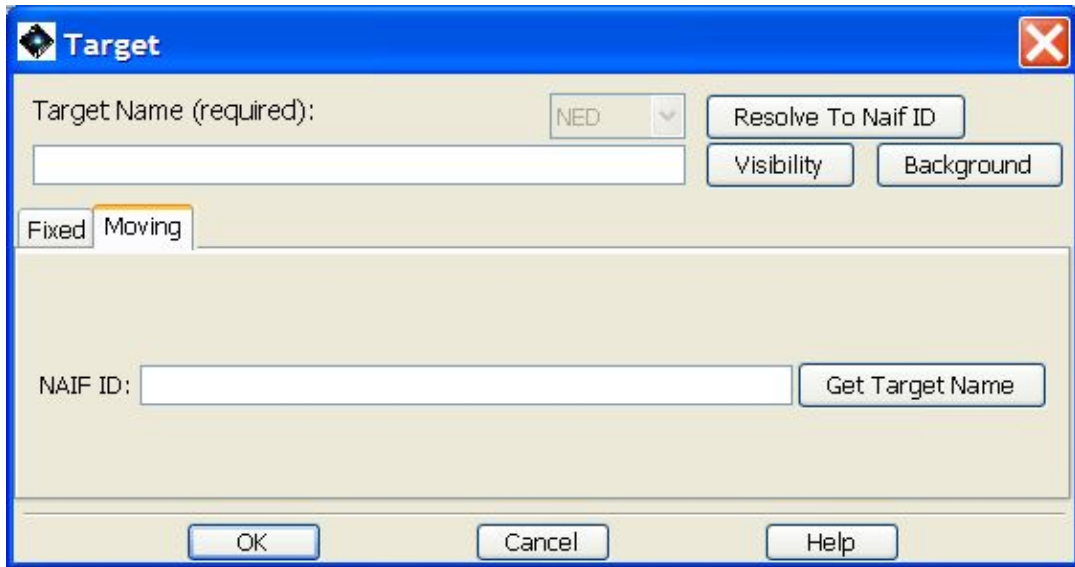 Target
Target Name (required):
NED
Resolve To Naif ID
Visibility
Background
Fixed
Moving
NAIF ID:
Get Target Name
OK
Cancel
Help